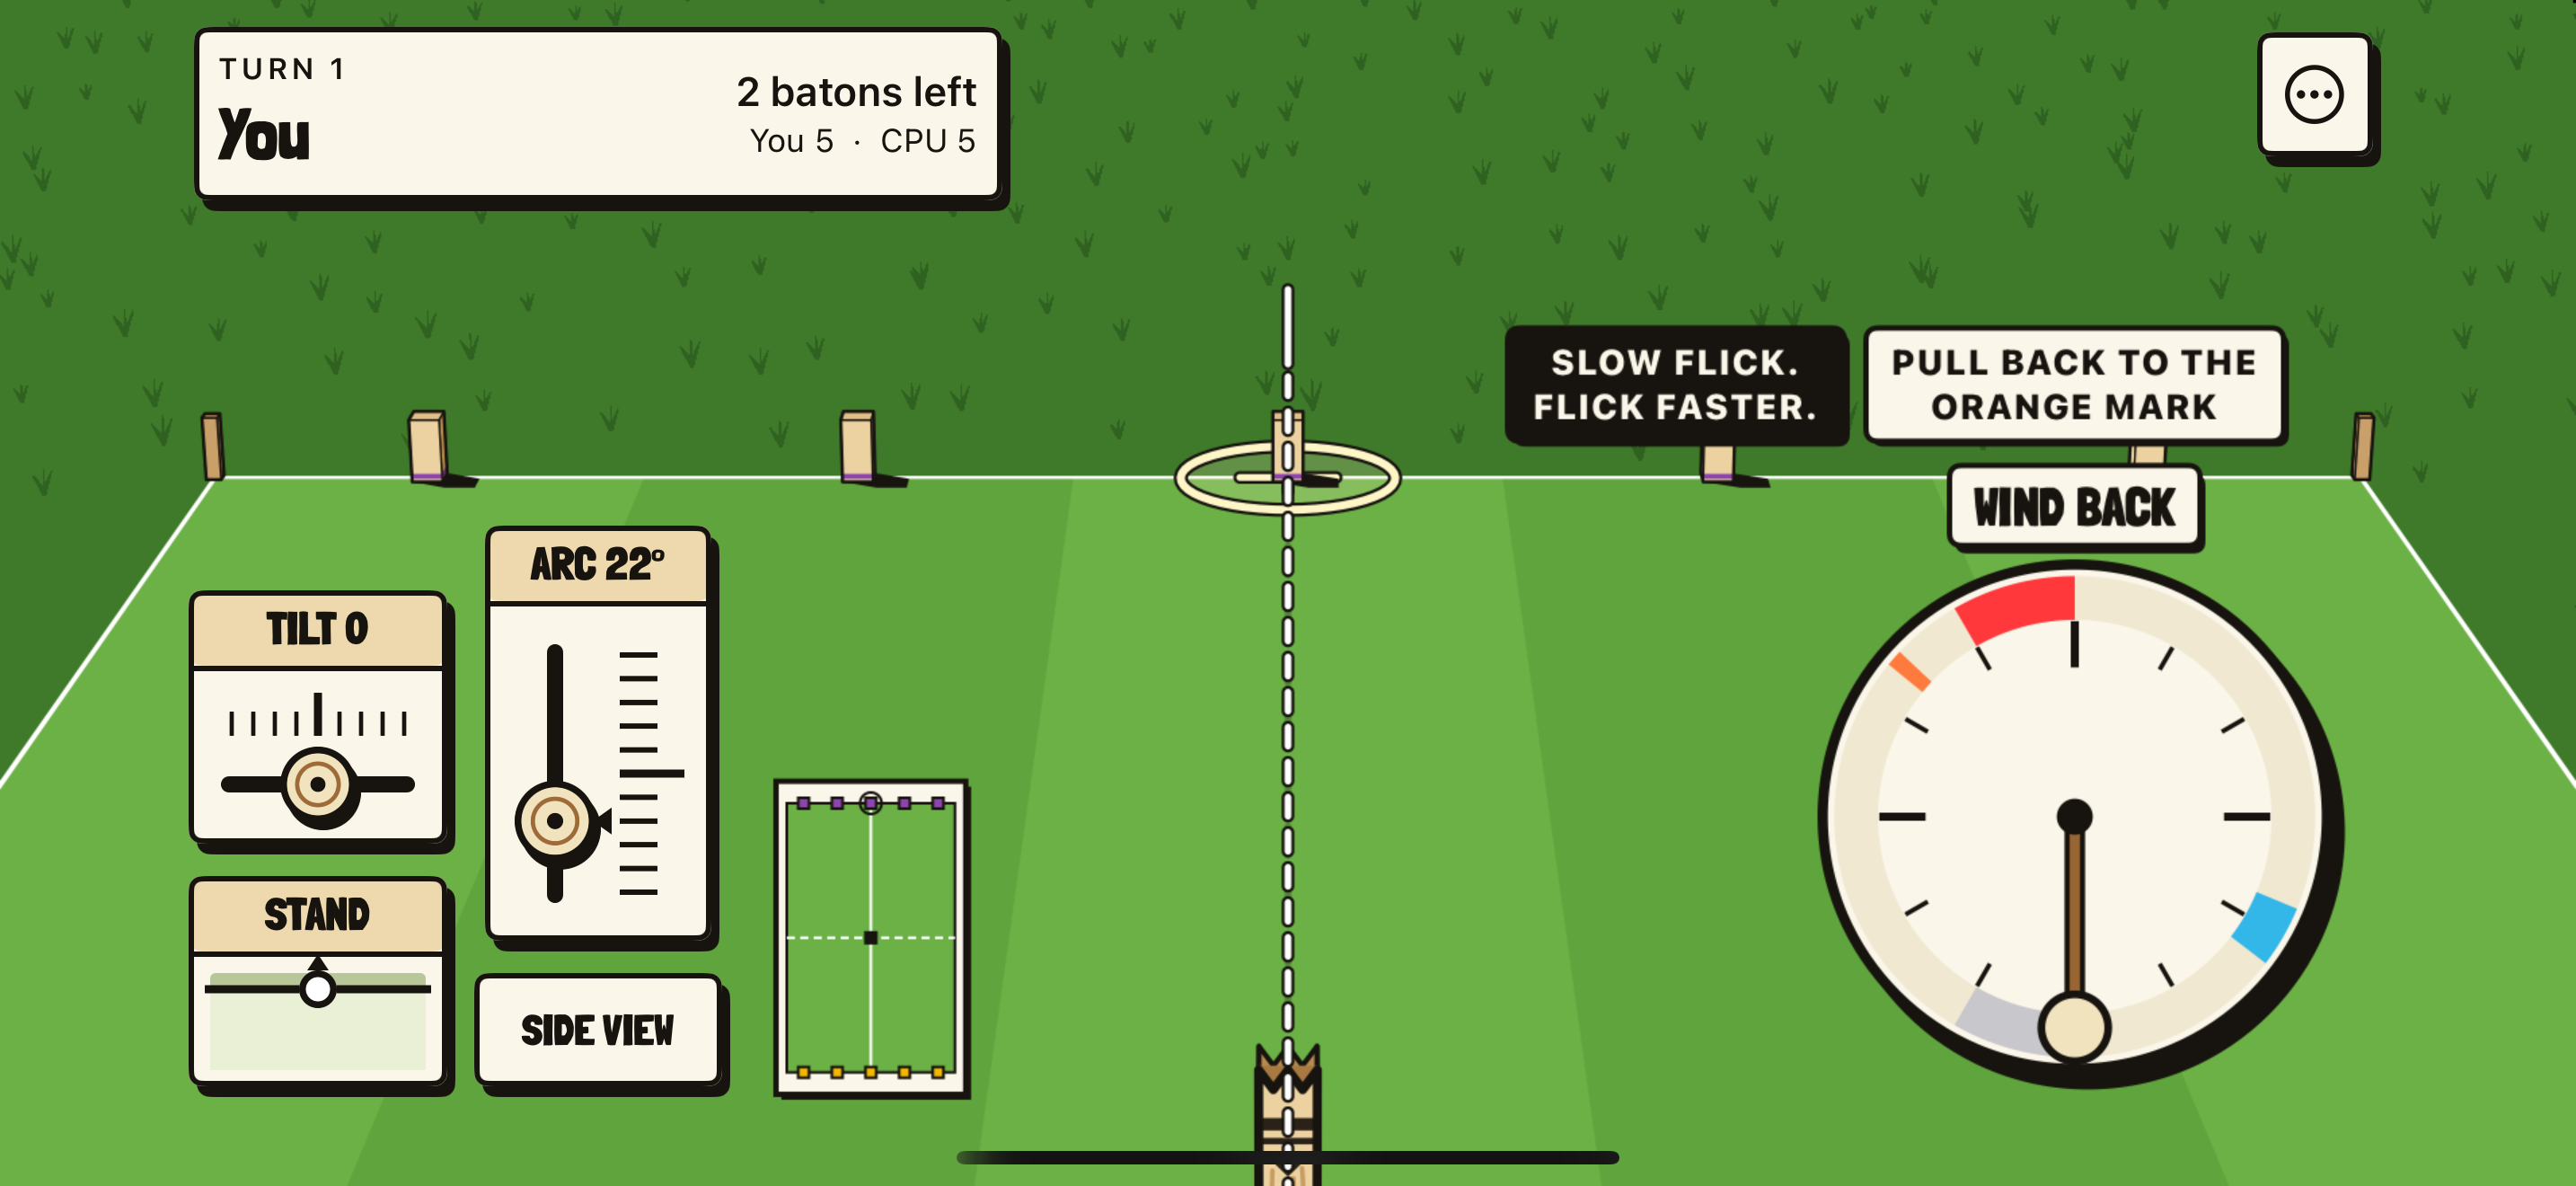 TURN 1
You
2 batons left
You 5 · CPU 5
SLOW FLICK.
FLICK FASTER.
PULL BACK TO THE
ORANGE MARK
WIND BACK
ARC 22°
TILT 0
STAND
SIDE VIEW